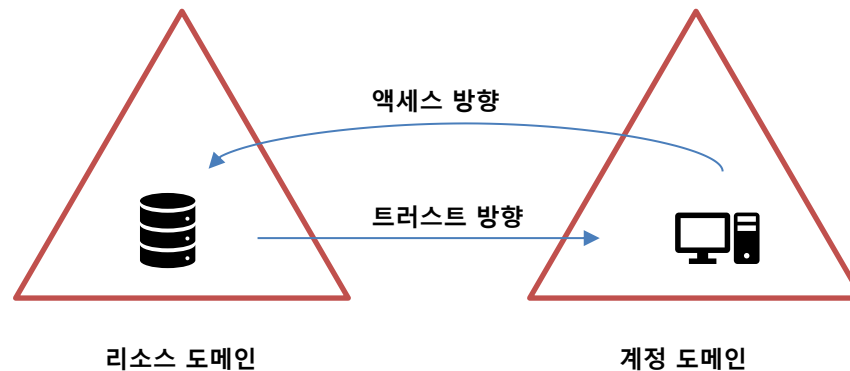 액세스 방향
트러스트 방향
리소스 도메인
계정 도메인